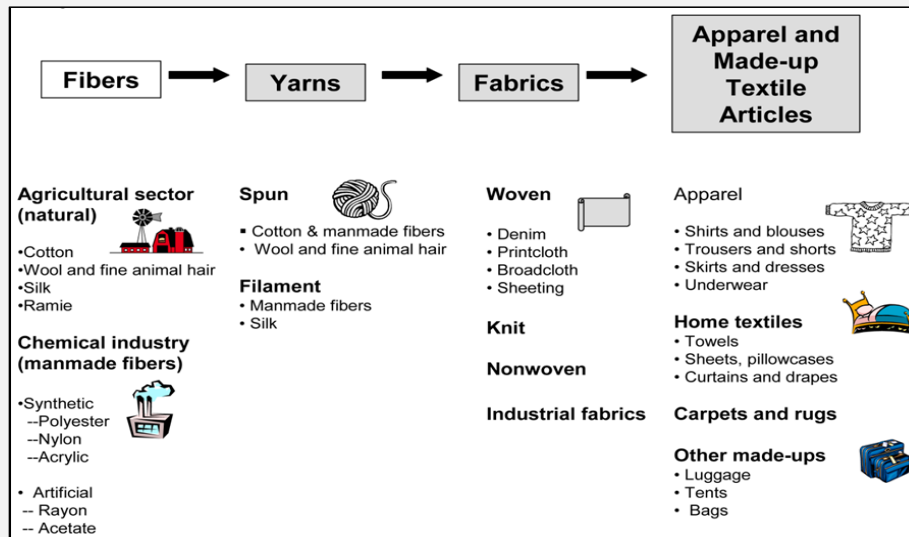 Fibers
Yarns
Fabrics
Apparel and
Made-up
Textile
Articles
Agricultural sector
(natural)
•Cotton
•Wool and fine animal hair
•Silk
•Ramie
Chemical industry
(manmade fibers)
•Synthetic
--Polyester
--Nylon
--Acrylic
• Artificial
-- Rayon
-- Acetate
Spun
▪ Cotton & manmade fibers
• Wool and fine animal hair
Filament
• Manmade fibers
• Silk
Woven
• Denim
• Printcloth
• Broadcloth
• Sheeting
Knit
Nonwoven
Industrial fabrics
Apparel
• Shirts and blouses
• Trousers and shorts
• Skirts and dresses
• Underwear
Home textiles
• Towels
• Sheets, pillowcases
• Curtains and drapes
Carpets and rugs
Other made-ups
• Luggage
• Tents
• Bags